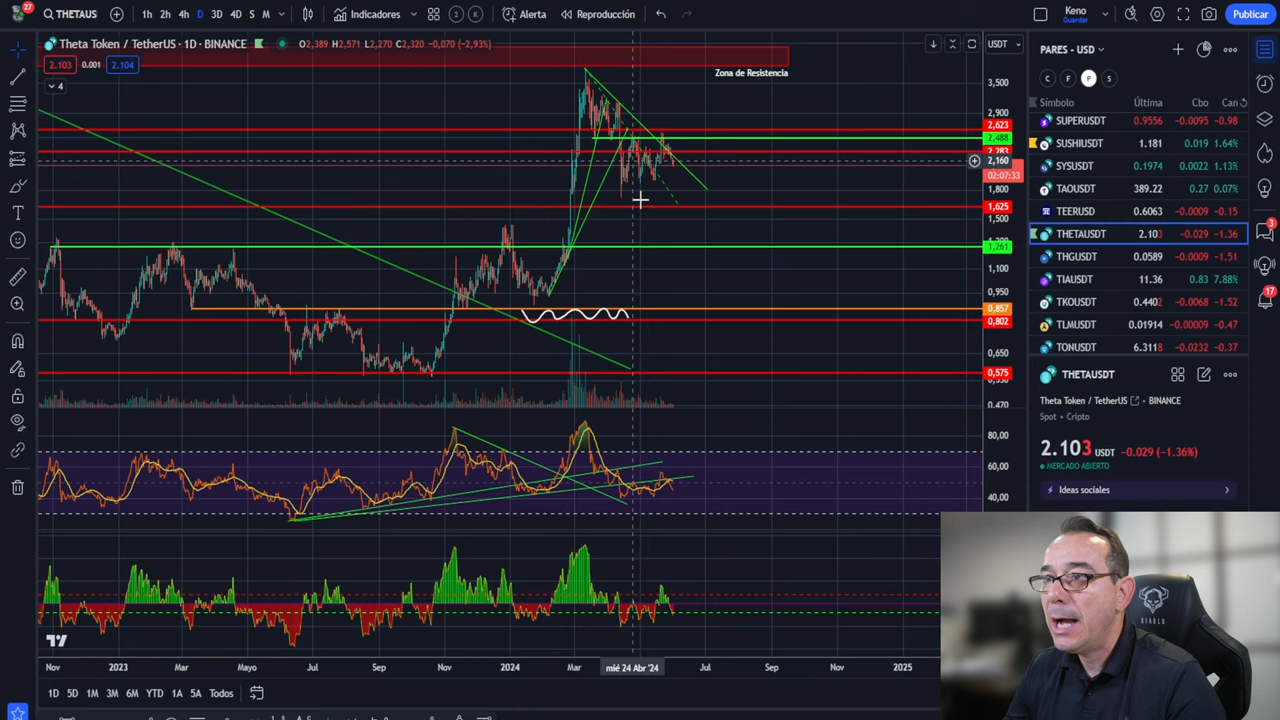 27 THETAUS 1h 2h 4h D 3D 4D S M Indicadores 2 K Alerta Reproducción Keno Guardar Publicar
Theta Token / TetherUS · 1D · BINANCE O2,389 H2,571 L2,270 C2,320 -0,070 (-2,93%) USDT
2.103 0.001 2.104
4
Zona de Resistencia
3,500
2,900
2,623
2,488
2,283
2,160
02:07:33
1,800
1,625
1,500
1,261
1,100
0,950
0,857
0,802
0,650
0,575
0.470
80,00
60,00
40,00
Nov 2023 Mar Mayo Jul Sep Nov 2024 Mar mié 24 Abr '24 Jul Sep Nov 2025
1D 5D 1M 3M 6M YTD 1A 5A Todos
PARES - USD
C F P S
Símbolo Última Cbo Can
SUPERUSDT 0.9556 -0.0095 -0.98
SUSHIUSDT 1.181 0.019 1.64%
SYSUSDT 0.1974 0.0022 1.13%
TAOUSDT 389.22 0.27 0.07%
TEERUSD 0.6063 -0.0009 -0.15
THETAUSDT 2.103 -0.029 -1.36
THGUSDT 0.0589 -0.0009 -1.51
TIAUSDT 11.36 0.83 7.88%
TKOUSDT 0.4402 -0.0068 -1.52
TLMUSDT 0.01914 -0.00009 -0.47
TONUSDT 6.3118 -0.0232 -0.37
THETAUSDT
Theta Token / TetherUS · BINANCE
Spot • Cripto
2.103 USDT -0.029 (-1.36%)
MERCADO ABIERTO
Ideas sociales
3
17
DIABLO